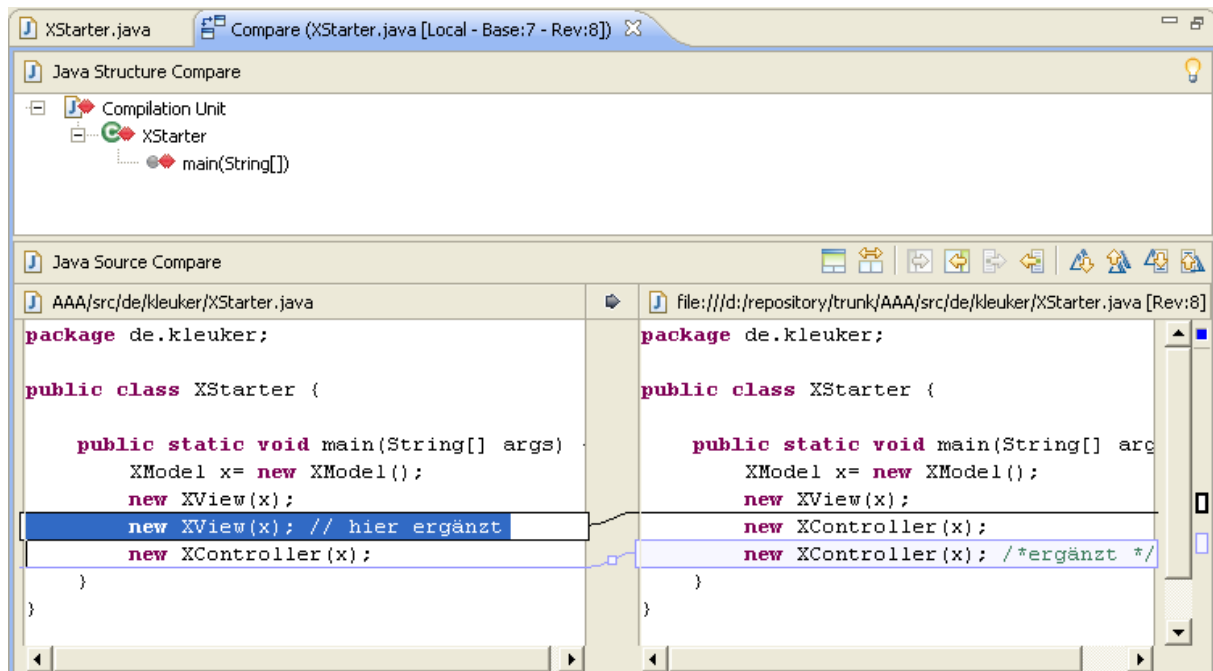 XStarter.java
Compare (XStarter.java [Local - Base:7 - Rev:8])
Java Structure Compare
Compilation Unit
XStarter
main(String[])
Java Source Compare
AAA/src/de/kleuker/XStarter.java
package de.kleuker;
public class XStarter {
public static void main(String[] args)
XModel x= new XModel();
new XView(x);
new XView(x); // hier ergänzt
new XController(x);
}
}
file:///d:/repository/trunk/AAA/src/de/kleuker/XStarter.java [Rev:8]
package de.kleuker;
public class XStarter {
public static void main(String[] arg
XModel x= new XModel();
new XView(x);
new XController(x);
new XController(x); /*ergänzt */
}
}